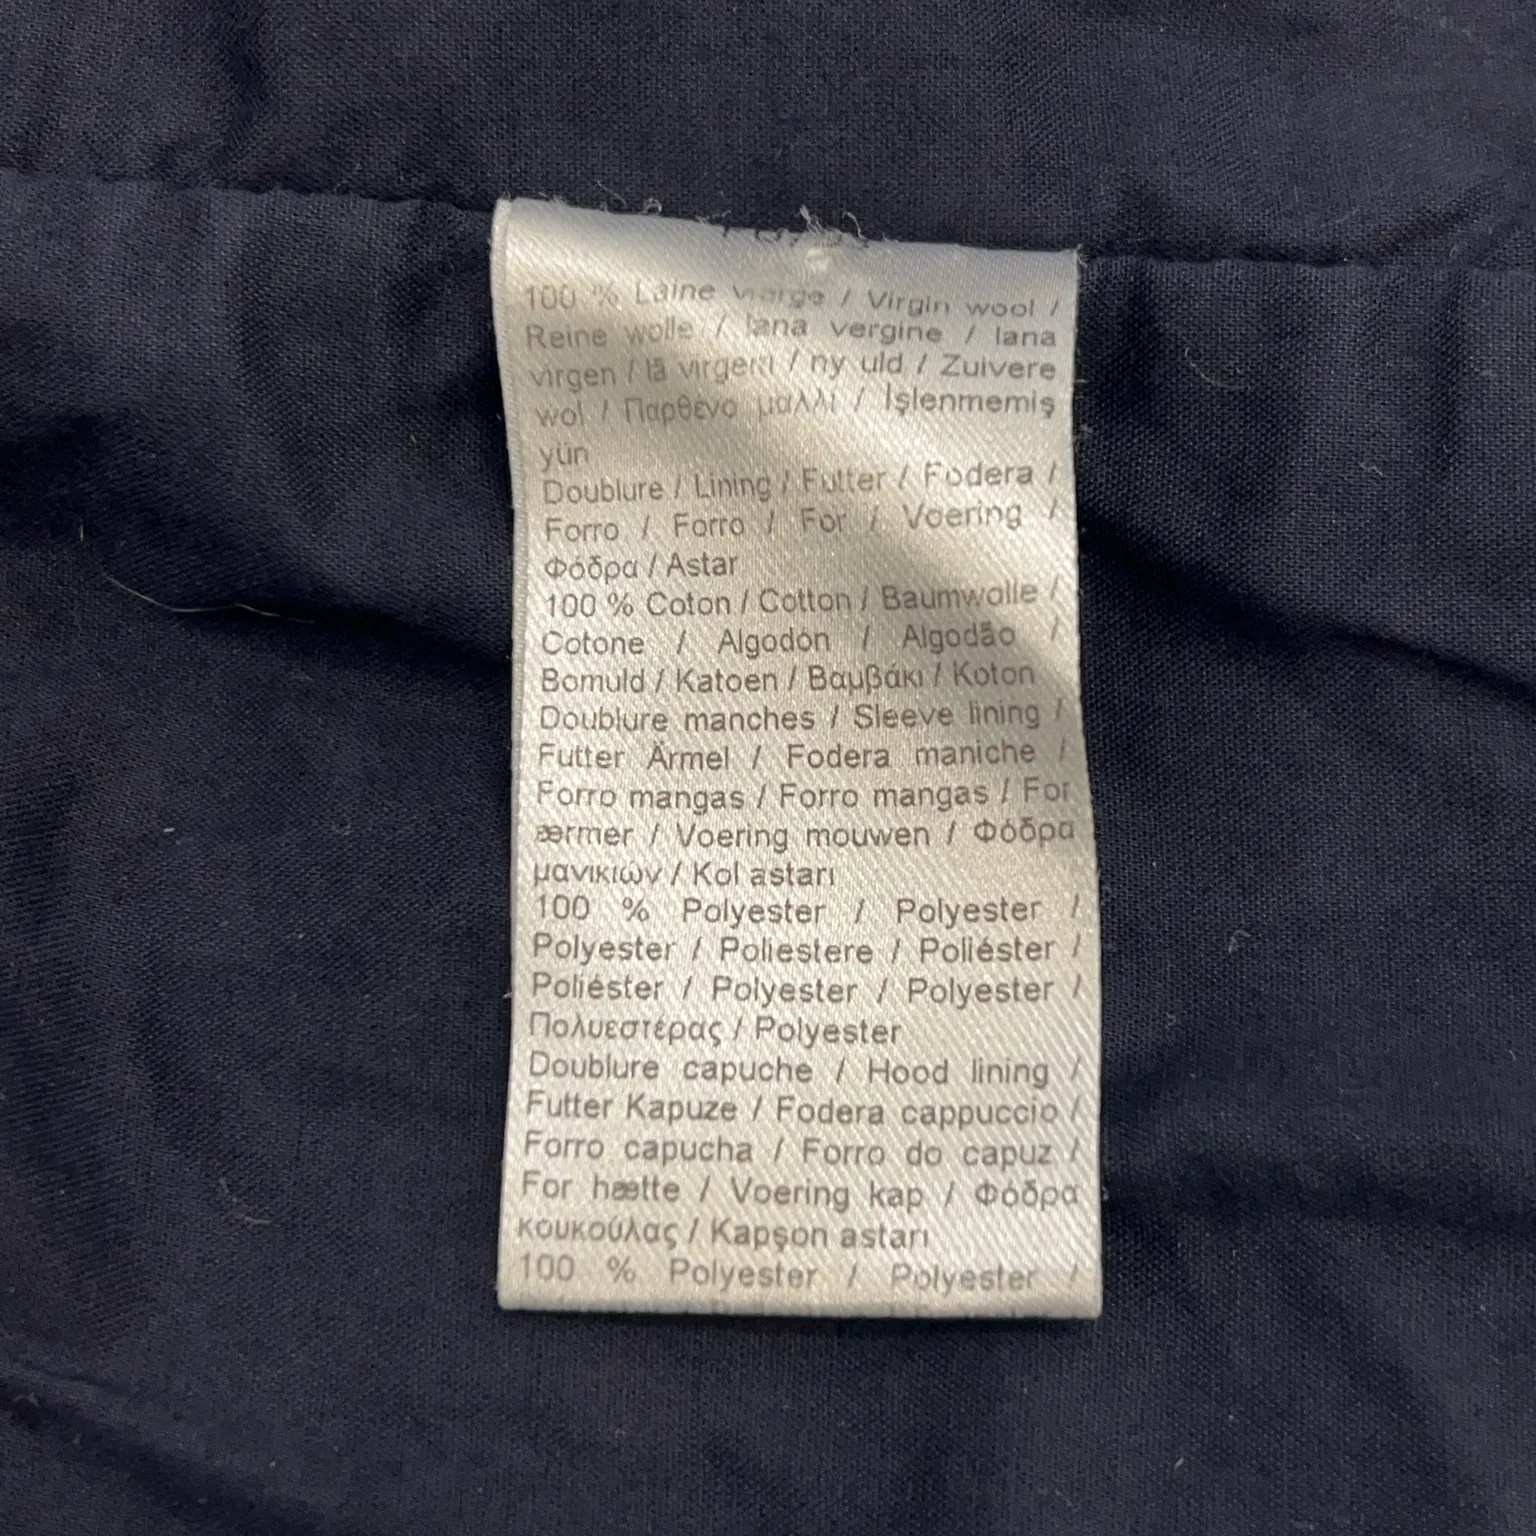 100 % Laine vierge / Virgin wool /
Reine wolle / lana vergine / lana
virgen / lã virgem / ny uld / Zuivere
wol / Παρθένο μαλλί / İşlenmemiş
yün
Doublure / Lining / Futter / Fodera /
Forro / Forro / For / Voering /
Φόδρα / Astar
100 % Coton / Cotton / Baumwolle /
Cotone / Algodón / Algodão /
Bomuld / Katoen / Βαμβάκι / Koton
Doublure manches / Sleeve lining /
Futter Ärmel / Fodera maniche /
Forro mangas / Forro mangas / For
ærmer / Voering mouwen / Φόδρα
μανικιών / Kol astarı
100 % Polyester / Polyester /
Polyester / Poliestere / Poliéster /
Poliéster / Polyester / Polyester /
Πολυεστέρας / Polyester
Doublure capuche / Hood lining /
Futter Kapuze / Fodera cappuccio /
Forro capucha / Forro do capuz /
For hætte / Voering kap / Φόδρα
κουκούλας / Kapşon astarı
100 % Polyester / Polyester /